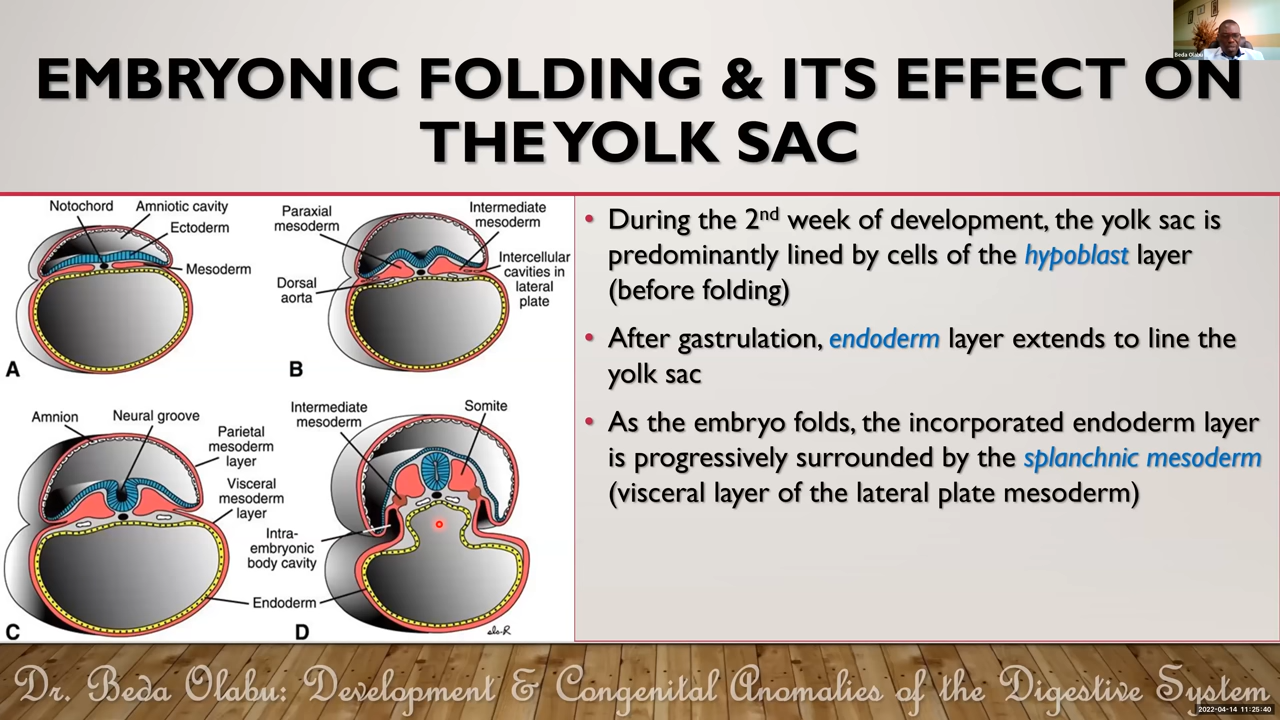 Beda Olabu
EMBRYONIC FOLDING & ITS EFFECT ON
THE YOLK SAC
Notochord
Amniotic cavity
Ectoderm
Mesoderm
A
Paraxial
mesoderm
Intermediate
mesoderm
Intercellular
cavities in
lateral
plate
Dorsal
aorta
B
Amnion
Neural groove
Parietal
mesoderm
layer
Visceral
mesoderm
layer
Endoderm
C
Intermediate
mesoderm
Somite
Intra-
embryonic
body cavity
D
• During the 2nd week of development, the yolk sac is
predominantly lined by cells of the hypoblast layer
(before folding)
• After gastrulation, endoderm layer extends to line the
yolk sac
• As the embryo folds, the incorporated endoderm layer
is progressively surrounded by the splanchnic mesoderm
(visceral layer of the lateral plate mesoderm)
Dr. Beda Olabu: Development & Congenital Anomalies of the Digestive System
2022-04-14 11:25:40